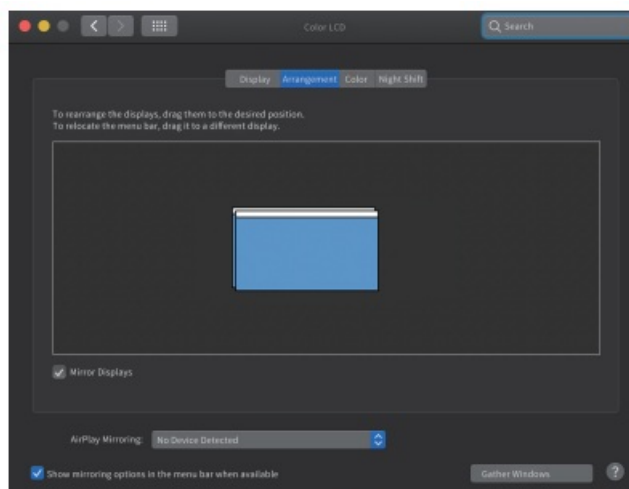 Color LCD
Search
Display Arrangement Color Night Shift
To rearrange the displays, drag them to the desired position.
To relocate the menu bar, drag it to a different display.
Mirror Displays
AirPlay Mirroring: No Device Detected
Show mirroring options in the menu bar when available
Gather Windows ?